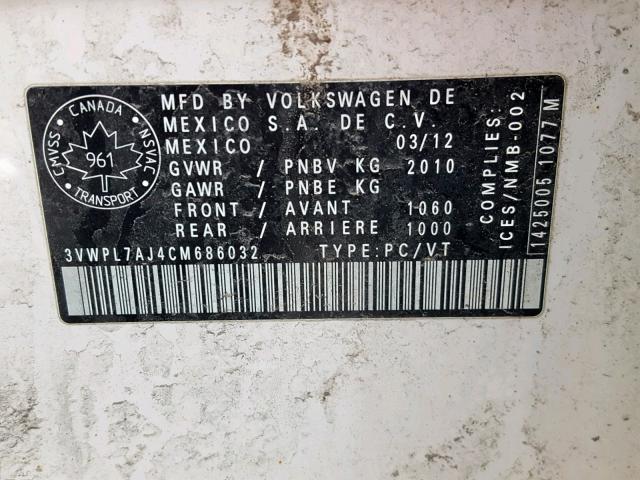 CANADA
CMVSS
NSVAC
961
TRANSPORT
MFD BY VOLKSWAGEN DE
MEXICO S.A. DE C.V.
MEXICO 03/12
GVWR / PNBV KG 2010
GAWR / PNBE KG
FRONT / AVANT 1060
REAR / ARRIERE 1000
3VWPL7AJ4CM686032 TYPE:PC/VT
COMPLIES:
ICES/NMB-002
1425005 1077 M